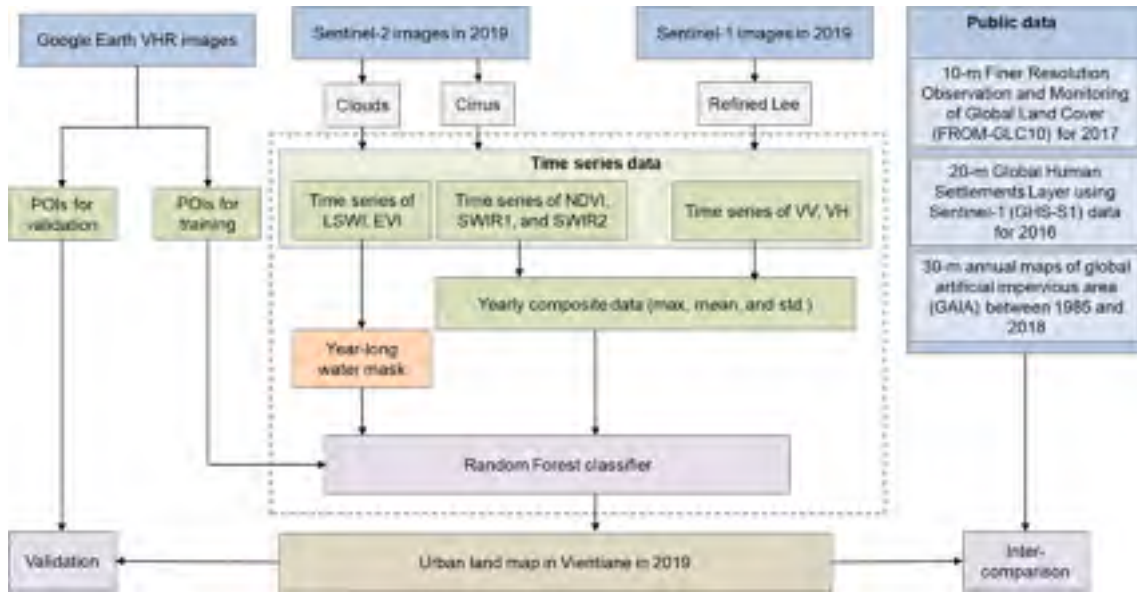 Google Earth VHR images
Sentinel-2 images in 2019
Sentinel-1 images in 2019
Public data
Clouds
Cirrus
Refined Lee
10-m Finer Resolution
Observation and Monitoring
of Global Land Cover
(FROM-GLC10) for 2017
Time series data
POIs for
validation
POIs for
training
Time series of
LSWI, EVI
Time series of NDVI,
SWIR1, and SWIR2
Time series of VV, VH
20-m Global Human
Settlements Layer using
Sentinel-1 (GHS-S1) data
for 2016
Yearly composite data (max, mean, and std.)
30-m annual maps of global
artificial impervious area
(GAIA) between 1985 and
2018
Year-long
water mask
Random Forest classifier
Validation
Urban land map in Vientiane in 2019
Inter-
comparison